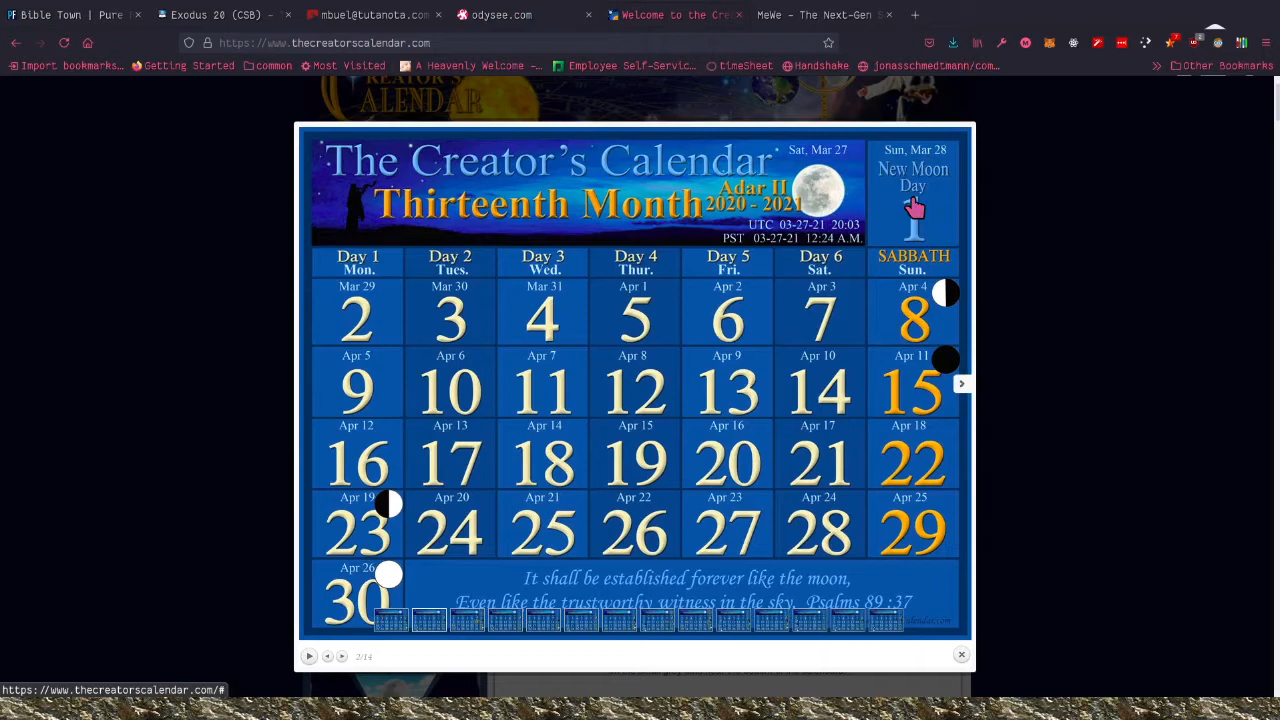 Bible Town | Pure
Exodus 20 (CSB) -
mbuel@tutanota.com
odysee.com
Welcome to the Cre
MeWe - The Next-Gen S
https://www.thecreatorscalendar.com
Import bookmarks…
Getting Started
common
Most Visited
A Heavenly Welcome -…
Employee Self-Servic…
timeSheet
Handshake
jonasschmedtmann/com…
Other Bookmarks
CREATOR'S
CALENDAR
The Creator's Calendar
Sat, Mar 27
Sun, Mar 28
Thirteenth Month
Adar II
2020 - 2021
New Moon
Day
1
UTC 03-27-21 20:03
PST 03-27-21 12:24 A.M.
Day 1 Day 2 Day 3 Day 4 Day 5 Day 6 SABBATH
Mon. Tues. Wed. Thur. Fri. Sat. Sun.
Mar 29 Mar 30 Mar 31 Apr 1 Apr 2 Apr 3 Apr 4
2 3 4 5 6 7 8
Apr 5 Apr 6 Apr 7 Apr 8 Apr 9 Apr 10 Apr 11
9 10 11 12 13 14 15
Apr 12 Apr 13 Apr 14 Apr 15 Apr 16 Apr 17 Apr 18
16 17 18 19 20 21 22
Apr 19 Apr 20 Apr 21 Apr 22 Apr 23 Apr 24 Apr 25
23 24 25 26 27 28 29
Apr 26
30
It shall be established forever like the moon,
Even like the trustworthy witness in the sky. Psalms 89 :37
2/14
https://www.thecreatorscalendar.com/#